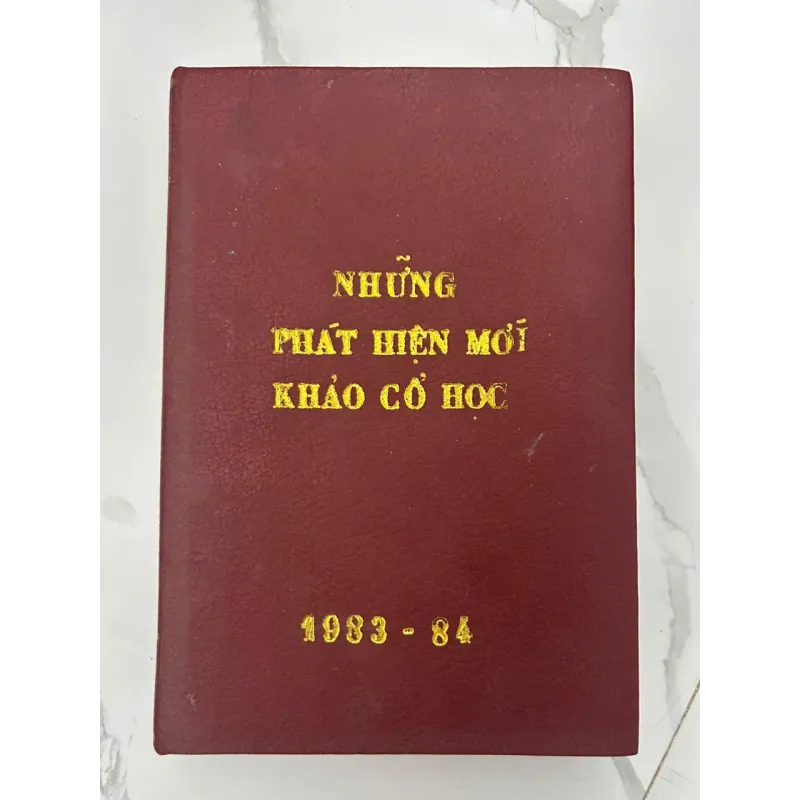 NHỮNG
PHÁT HIỆN MỚI
KHẢO CỔ HỌC
1983 - 84